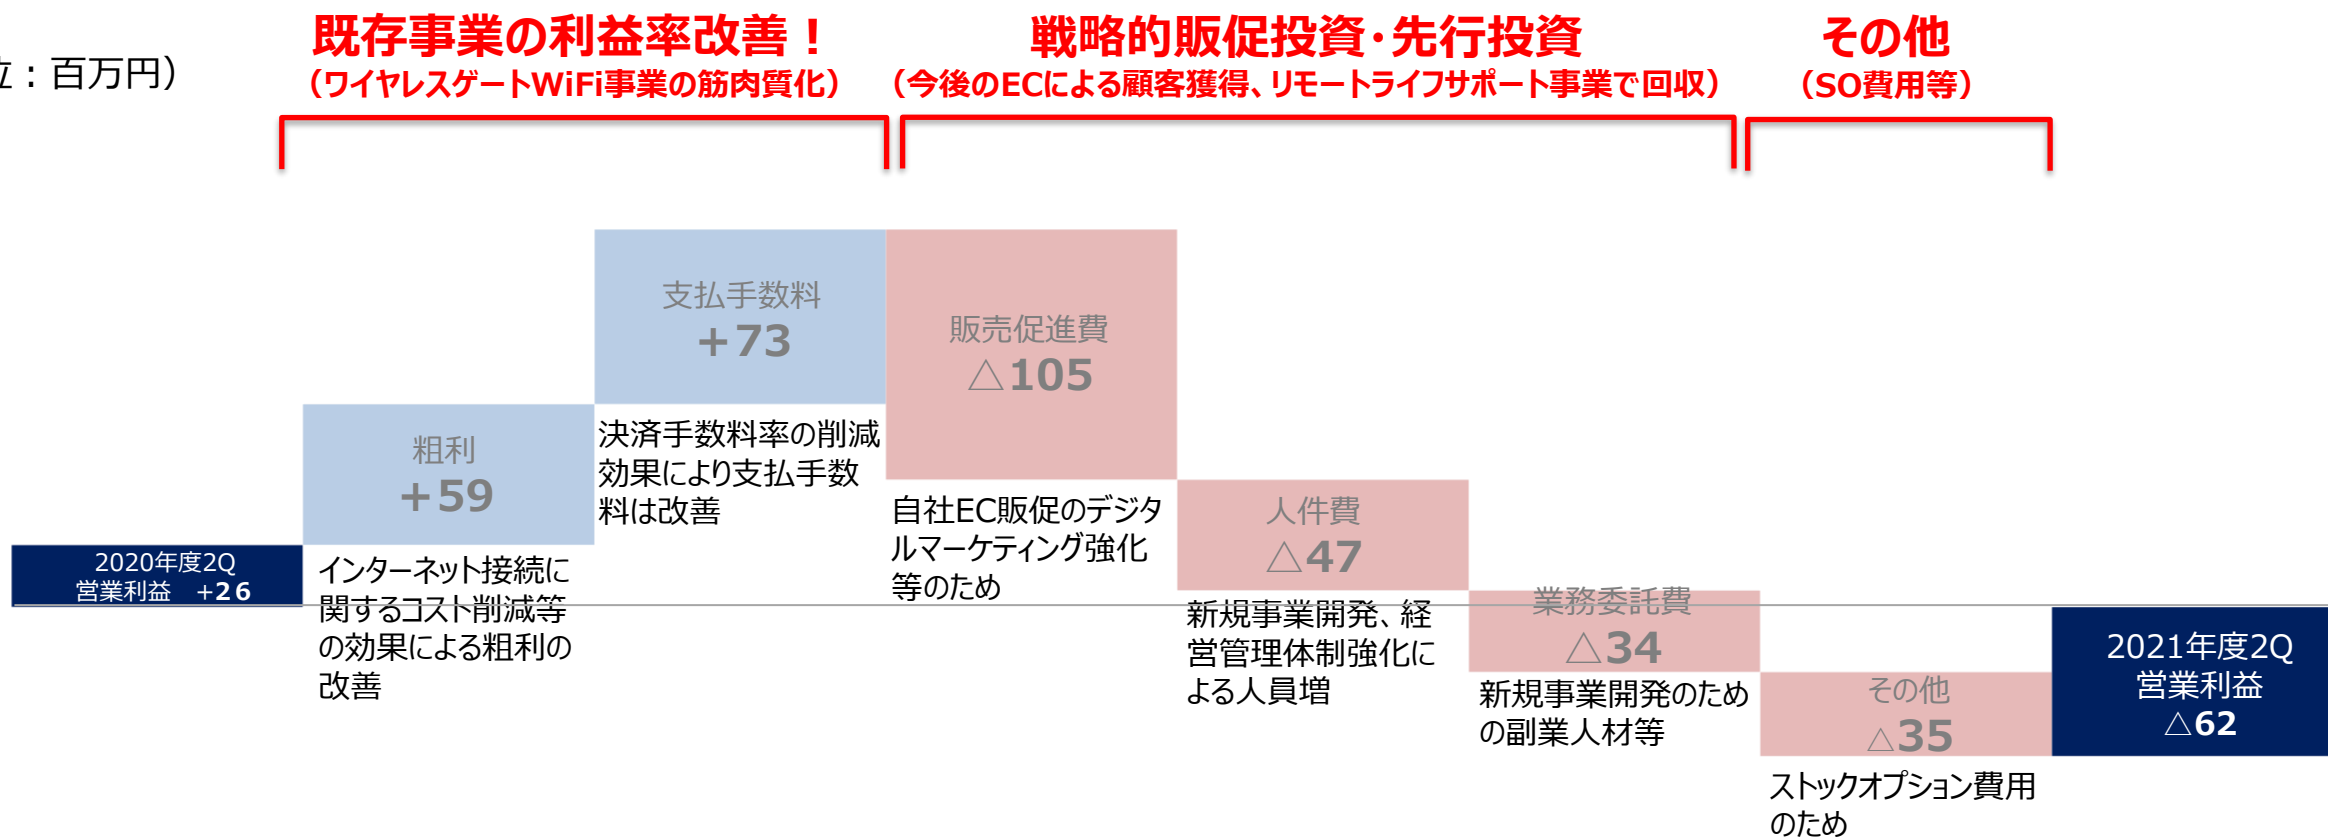 既存事業の利益率改善！
（ワイヤレスゲートWiFi事業の筋肉質化）
戦略的販促投資・先行投資
（今後のECによる顧客獲得、リモートライフサポート事業で回収）
その他
（SO費用等）
位：百万円）
支払手数料
＋73
決済手数料率の削減
効果により支払手数
料は改善
販売促進費
△105
自社EC販促のデジタ
ルマーケティング強化
等のため
粗利
＋59
インターネット接続に
関するコスト削減等
の効果による粗利の
改善
2020年度2Q
営業利益　+26
人件費
△47
新規事業開発、経
営管理体制強化に
よる人員増
業務委託費
△34
新規事業開発のため
の副業人材等
その他
△35
ストックオプション費用
のため
2021年度2Q
営業利益
△62